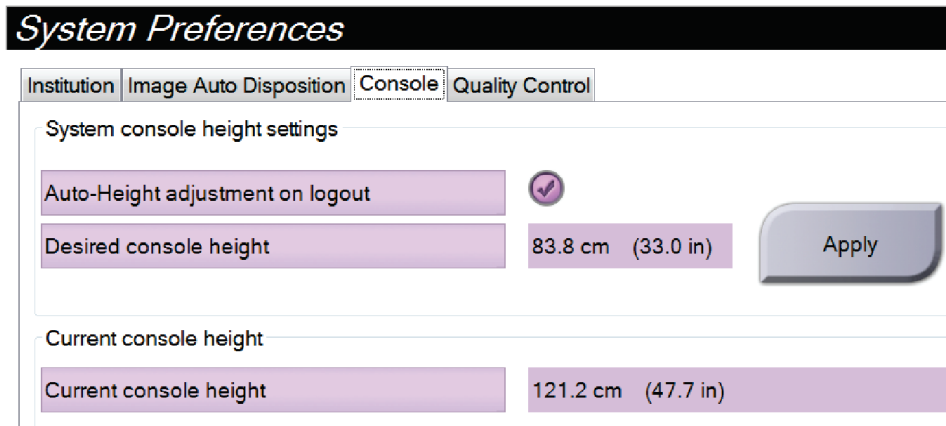 System Preferences
Institution Image Auto Disposition Console Quality Control
System console height settings
Auto-Height adjustment on logout
Desired console height 83.8 cm (33.0 in) Apply
Current console height
Current console height 121.2 cm (47.7 in)